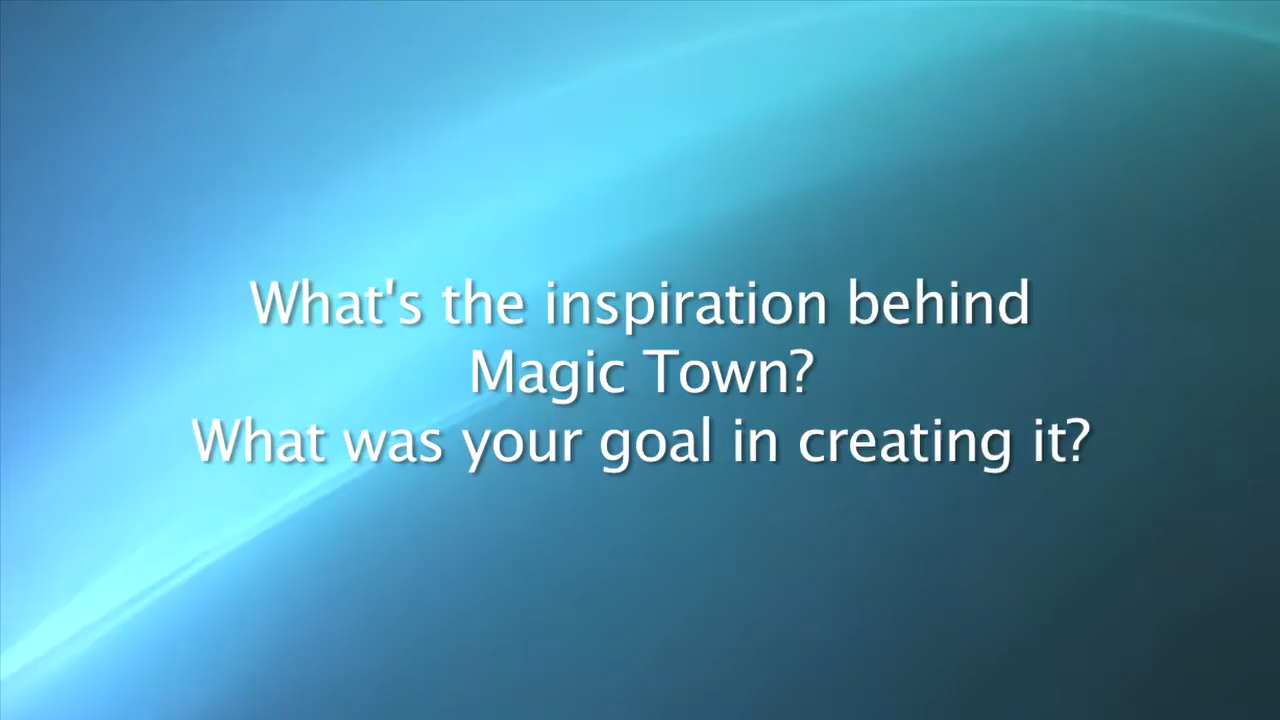 What's the inspiration behind
Magic Town?
What was your goal in creating it?